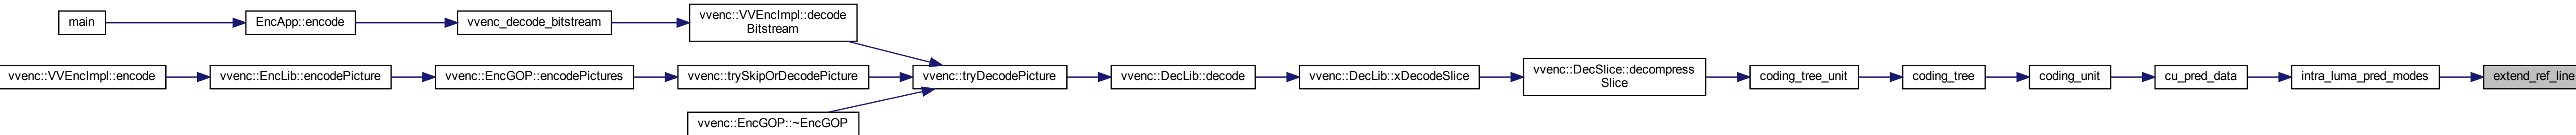 main
EncApp::encode
vvenc_decode_bitstream
vvenc::VVEncImpl::decode
Bitstream
vvenc::VVEncImpl::encode
vvenc::EncLib::encodePicture
vvenc::EncGOP::encodePictures
vvenc::trySkipOrDecodePicture
vvenc::tryDecodePicture
vvenc::DecLib::decode
vvenc::DecLib::xDecodeSlice
vvenc::DecSlice::decompress
Slice
coding_tree_unit
coding_tree
coding_unit
cu_pred_data
intra_luma_pred_modes
extend_ref_line
vvenc::EncGOP::~EncGOP